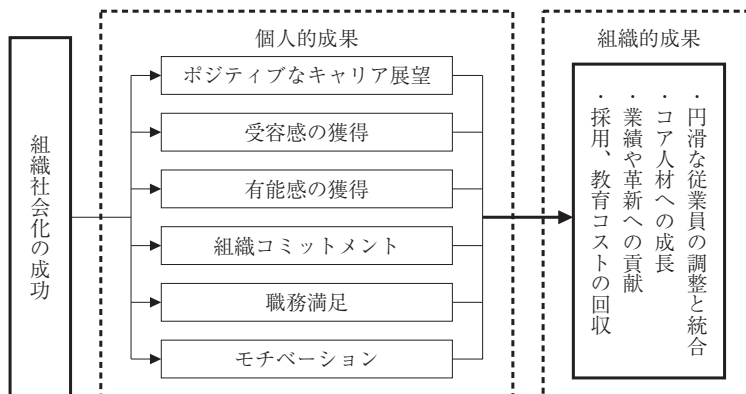 組織社会化の成功
個人的成果
ポジティブなキャリア展望
受容感の獲得
有能感の獲得
組織コミットメント
職務満足
モチベーション
組織的成果
・円滑な従業員の調整と統合
・コア人材への成長
・業績や革新への貢献
・採用、教育コストの回収